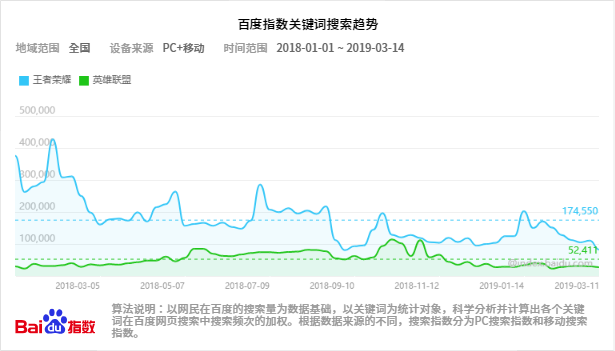 百度指数关键词搜索趋势
地域范围 全国 设备来源 PC+移动 时间范围 2018-01-01 ~ 2019-03-14
王者荣耀 英雄联盟
500,000
400,000
300,000
200,000
174,550
100,000
52,411
@index.baidu.com
2018-03-05 2018-05-07 2018-07-09 2018-09-10 2018-11-12 2019-01-14 2019-03-11
算法说明：以网民在百度的搜索量为数据基础，以关键词为统计对象，科学分析并计算出各个关键
词在百度网页搜索中搜索频次的加权。根据数据来源的不同，搜索指数分为PC搜索指数和移动搜索
指数。
Bai du 指数